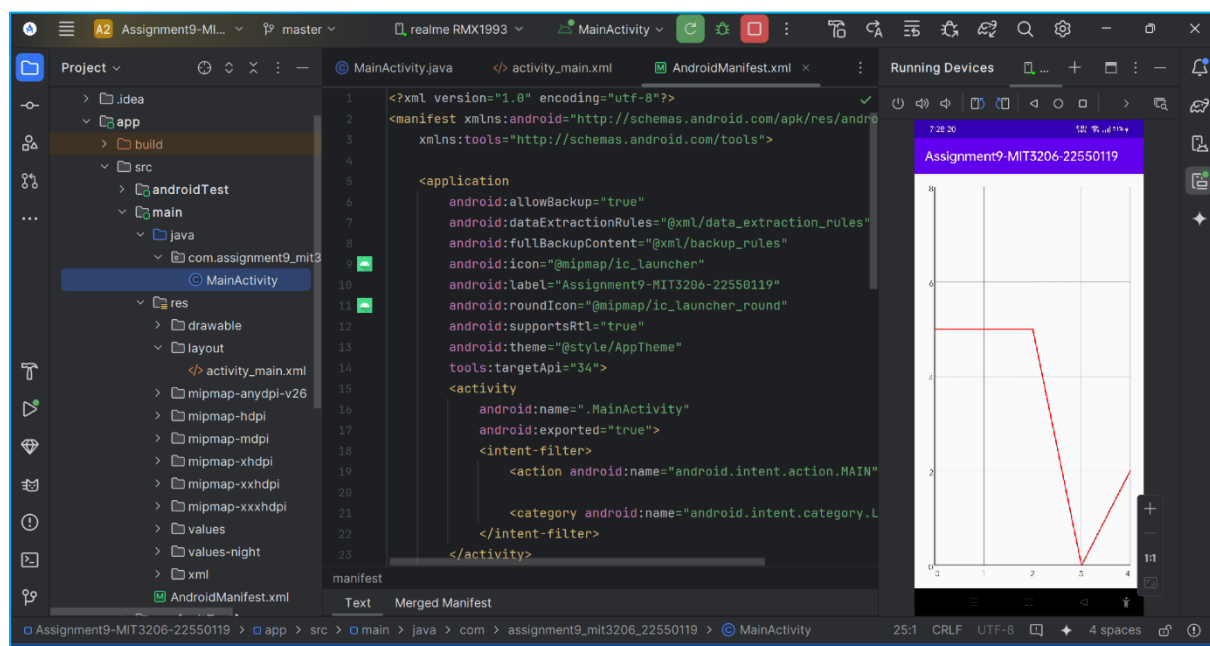 A2 Assignment9-MI... master realme RMX1993 MainActivity
Project
.idea
app
build
src
androidTest
main
java
com.assignment9_mit3
MainActivity
res
drawable
layout
activity_main.xml
mipmap-anydpi-v26
mipmap-hdpi
mipmap-mdpi
mipmap-xhdpi
mipmap-xxhdpi
mipmap-xxxhdpi
values
values-night
xml
AndroidManifest.xml
MainActivity.java activity_main.xml AndroidManifest.xml
1 <?xml version="1.0" encoding="utf-8"?>
2 <manifest xmlns:android="http://schemas.android.com/apk/res/andro
3 xmlns:tools="http://schemas.android.com/tools">
4
5 <application
6 android:allowBackup="true"
7 android:dataExtractionRules="@xml/data_extraction_rules"
8 android:fullBackupContent="@xml/backup_rules"
9 android:icon="@mipmap/ic_launcher"
10 android:label="Assignment9-MIT3206-22550119"
11 android:roundIcon="@mipmap/ic_launcher_round"
12 android:supportsRtl="true"
13 android:theme="@style/AppTheme"
14 tools:targetApi="34">
15 <activity
16 android:name=".MainActivity"
17 android:exported="true">
18 <intent-filter>
19 <action android:name="android.intent.action.MAIN"
20
21 <category android:name="android.intent.category.L
22 </intent-filter>
23 </activity>
manifest
Text Merged Manifest
Running Devices ...
7:28 20
Assignment9-MIT3206-22550119
8
6
4
2
0
0 1 2 3 4
1:1
Assignment9-MIT3206-22550119 > app > src > main > java > com > assignment9_mit3206_22550119 > MainActivity 25:1 CRLF UTF-8 4 spaces